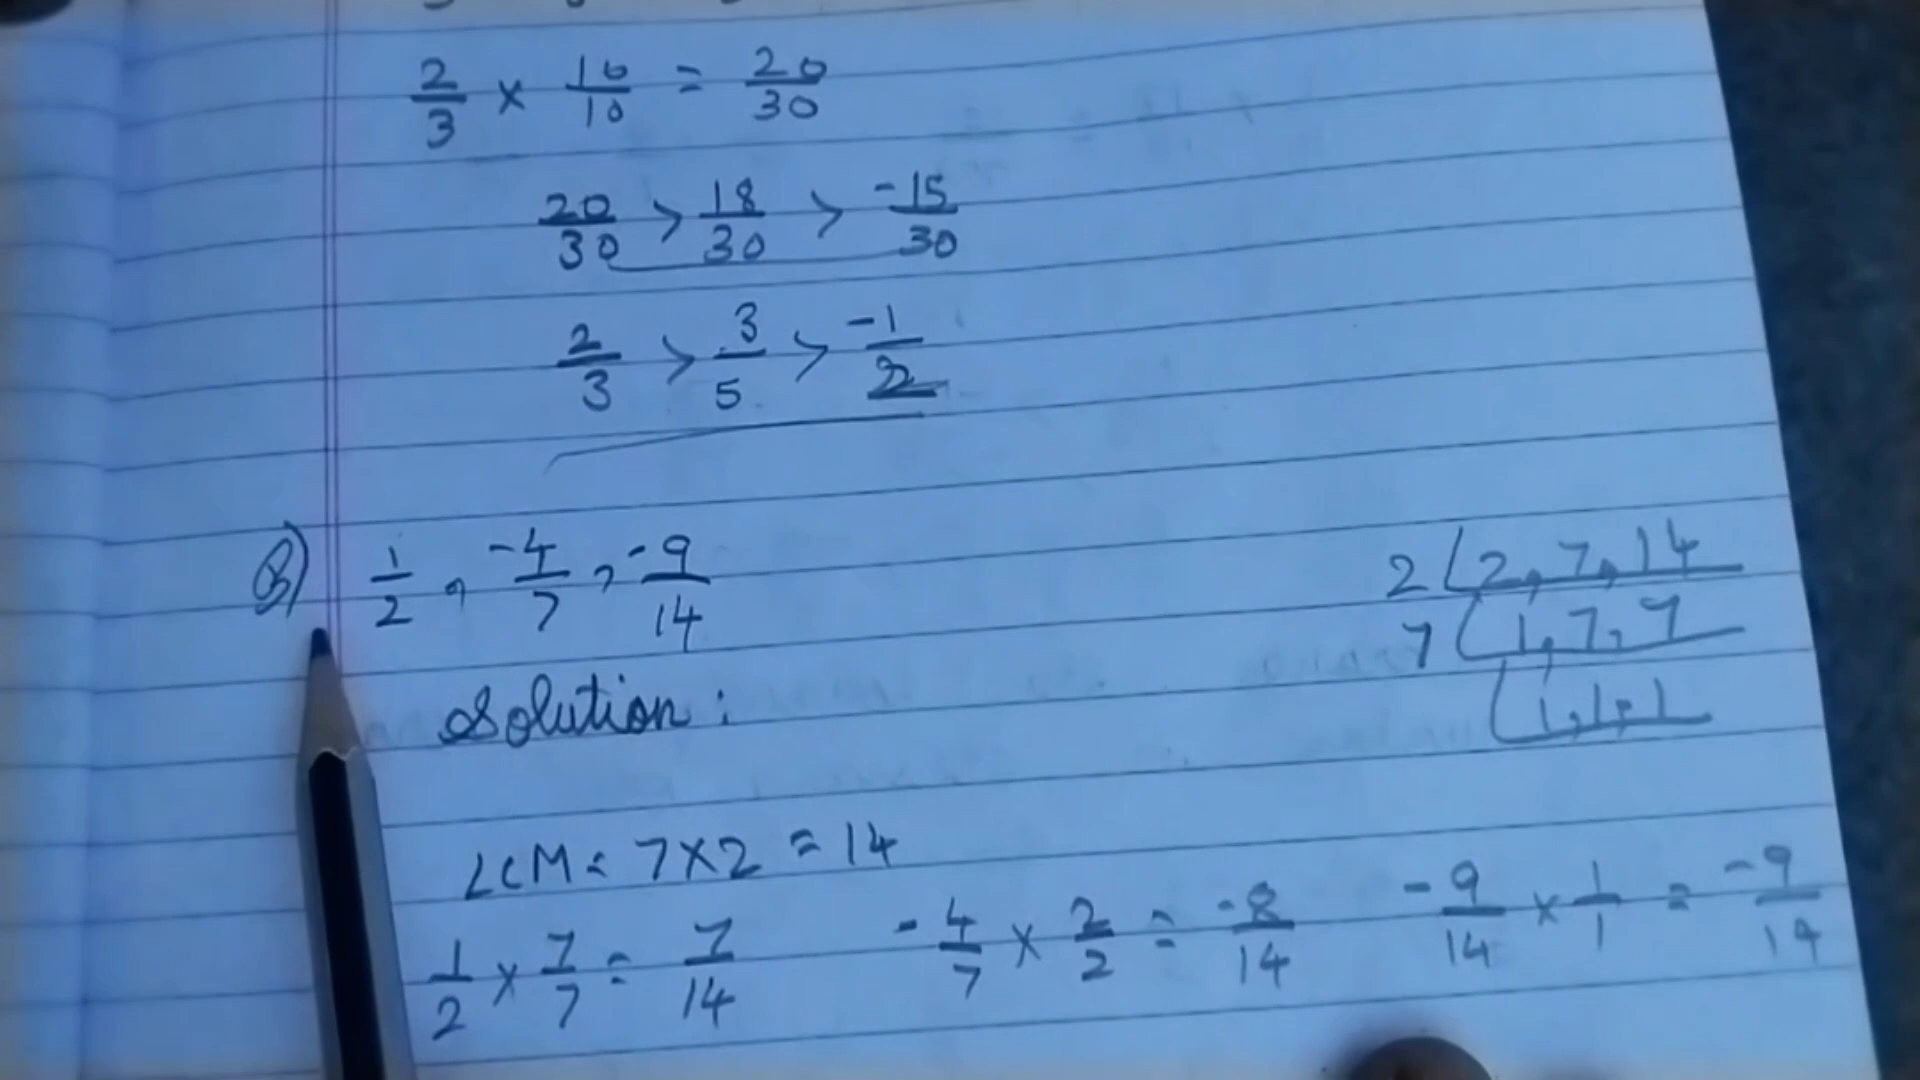 2/3 × 10/10 = 20/30
20/30 > 18/30 > -15/30
2/3 > 3/5 > -1/2
B) 1/2, -4/7, -9/14
2 | 2, 7, 14
7 | 1, 7, 7
| 1, 1, 1
Solution:
LCM = 7 × 2 = 14
1/2 × 7/7 = 7/14 -4/7 × 2/2 = -8/14 -9/14 × 1/1 = -9/14